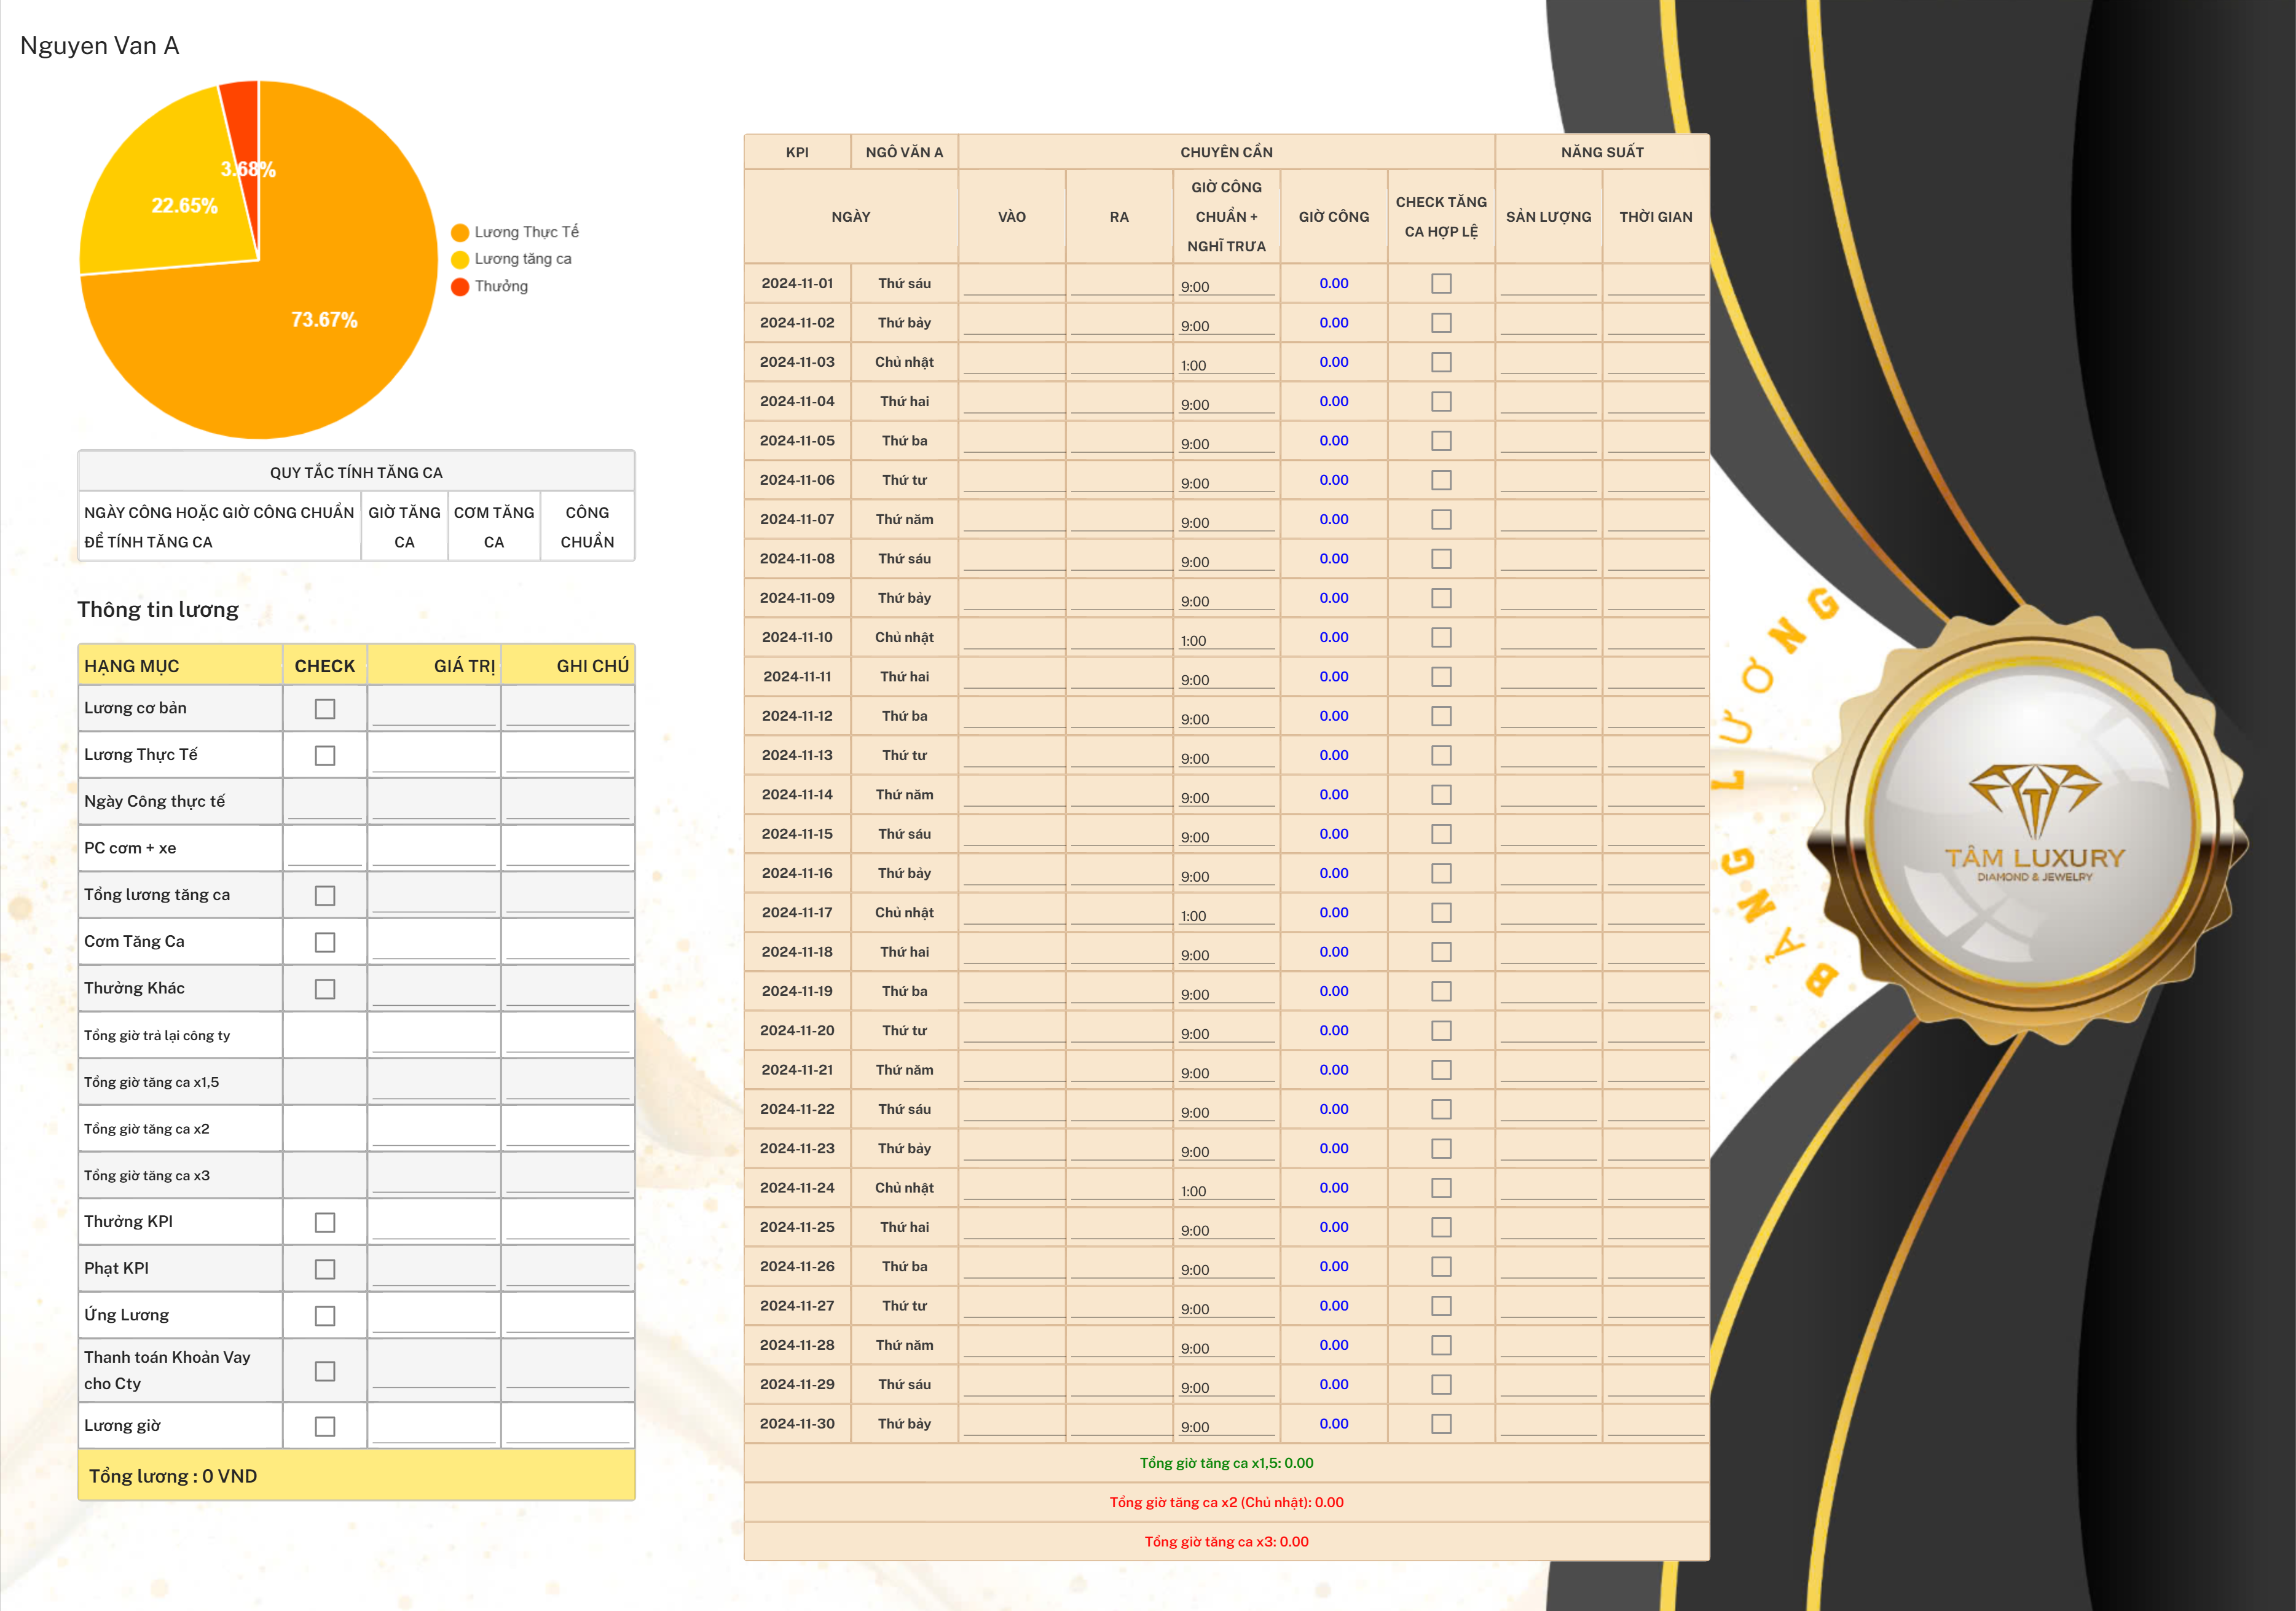 Nguyen Van A
3.68%
22.65%
73.67%
Lương Thực Tế
Lương tăng ca
Thưởng
QUY TẮC TÍNH TĂNG CA
NGÀY CÔNG HOẶC GIỜ CÔNG CHUẨN ĐỀ TÍNH TĂNG CA | GIỜ TĂNG CA | CƠM TĂNG CA | CÔNG CHUẨN
Thông tin lương
HẠNG MỤC CHECK GIÁ TRỊ GHI CHÚ
Lương cơ bản
Lương Thực Tế
Ngày Công thực tế
PC cơm + xe
Tổng lương tăng ca
Cơm Tăng Ca
Thưởng Khác
Tổng giờ trả lại công ty
Tổng giờ tăng ca x1,5
Tổng giờ tăng ca x2
Tổng giờ tăng ca x3
Thưởng KPI
Phạt KPI
Ứng Lương
Thanh toán Khoản Vay
cho Cty
Lương giờ
Tổng lương : 0 VND
KPI NGÔ VĂN A CHUYÊN CẦN NĂNG SUẤT
NGÀY VÀO RA GIỜ CÔNG CHUẨN + NGHĨ TRƯA GIỜ CÔNG CHECK TĂNG CA HỢP LỆ SẢN LƯỢNG THỜI GIAN
2024-11-01 Thứ sáu 9:00 0.00
2024-11-02 Thứ bảy 9:00 0.00
2024-11-03 Chủ nhật 1:00 0.00
2024-11-04 Thứ hai 9:00 0.00
2024-11-05 Thứ ba 9:00 0.00
2024-11-06 Thứ tư 9:00 0.00
2024-11-07 Thứ năm 9:00 0.00
2024-11-08 Thứ sáu 9:00 0.00
2024-11-09 Thứ bảy 9:00 0.00
2024-11-10 Chủ nhật 1:00 0.00
2024-11-11 Thứ hai 9:00 0.00
2024-11-12 Thứ ba 9:00 0.00
2024-11-13 Thứ tư 9:00 0.00
2024-11-14 Thứ năm 9:00 0.00
2024-11-15 Thứ sáu 9:00 0.00
2024-11-16 Thứ bảy 9:00 0.00
2024-11-17 Chủ nhật 1:00 0.00
2024-11-18 Thứ hai 9:00 0.00
2024-11-19 Thứ ba 9:00 0.00
2024-11-20 Thứ tư 9:00 0.00
2024-11-21 Thứ năm 9:00 0.00
2024-11-22 Thứ sáu 9:00 0.00
2024-11-23 Thứ bảy 9:00 0.00
2024-11-24 Chủ nhật 1:00 0.00
2024-11-25 Thứ hai 9:00 0.00
2024-11-26 Thứ ba 9:00 0.00
2024-11-27 Thứ tư 9:00 0.00
2024-11-28 Thứ năm 9:00 0.00
2024-11-29 Thứ sáu 9:00 0.00
2024-11-30 Thứ bảy 9:00 0.00
Tổng giờ tăng ca x1,5: 0.00
Tổng giờ tăng ca x2 (Chủ nhật): 0.00
Tổng giờ tăng ca x3: 0.00
BẢNG LƯƠNG
TÂM LUXURY
DIAMOND & JEWELRY